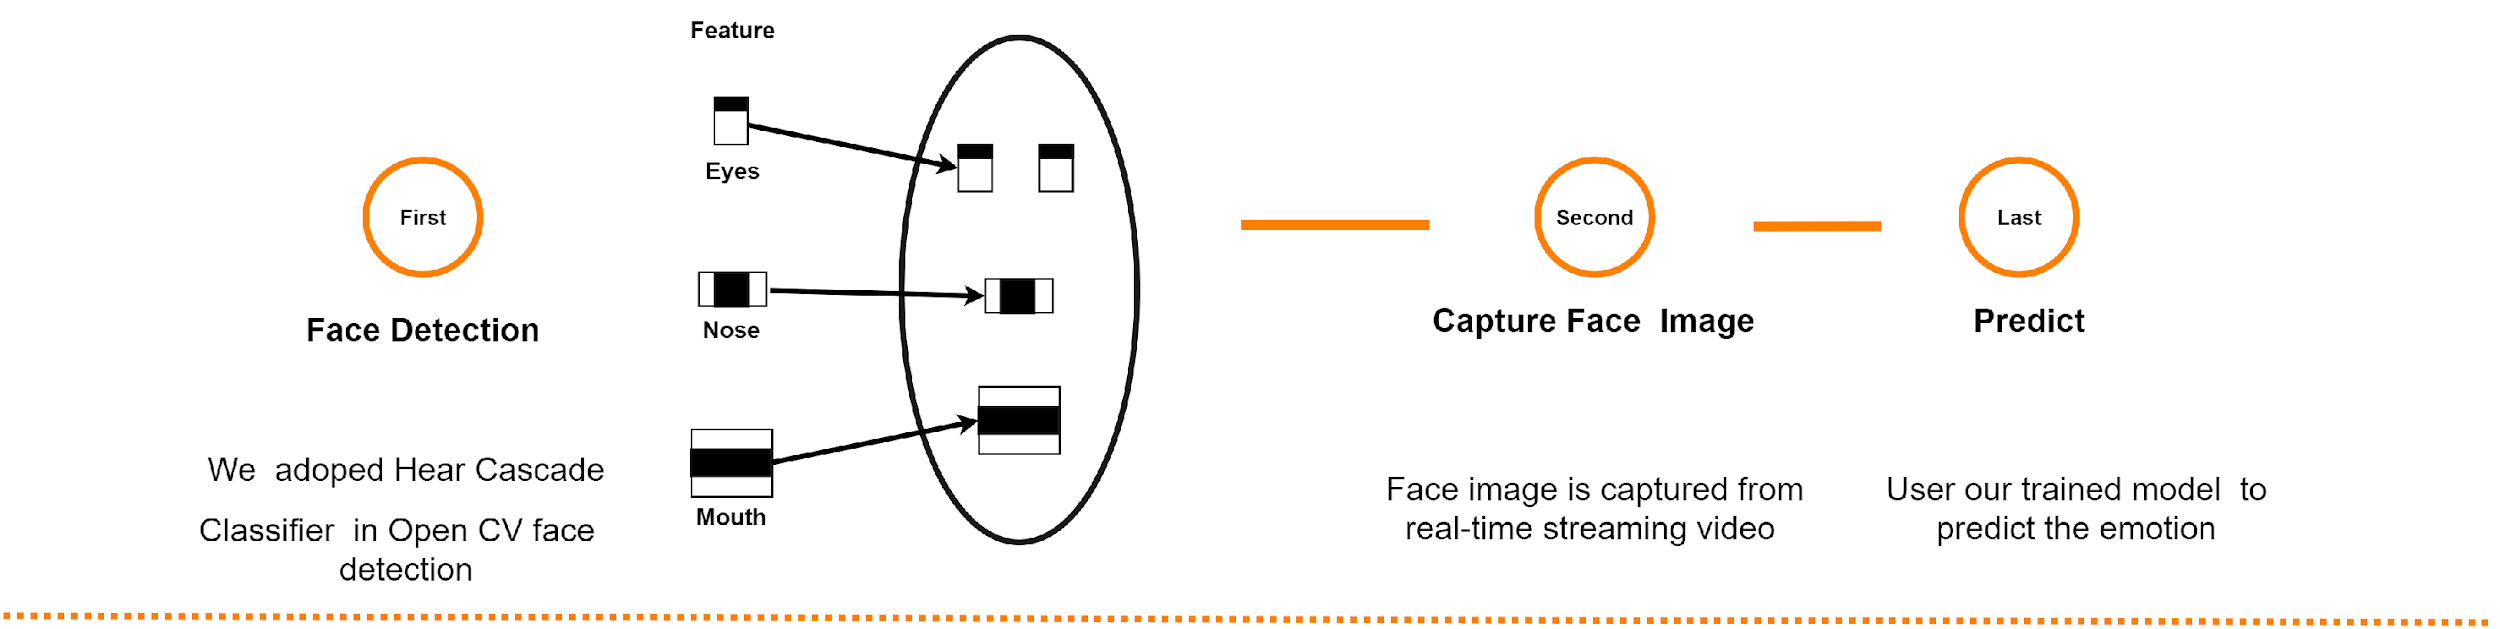 First
Face Detection
We adoped Hear Cascade
Classifier in Open CV face
detection
Feature
Eyes
Nose
Mouth
Second
Capture Face Image
Face image is captured from
real-time streaming video
Last
Predict
User our trained model to
predict the emotion